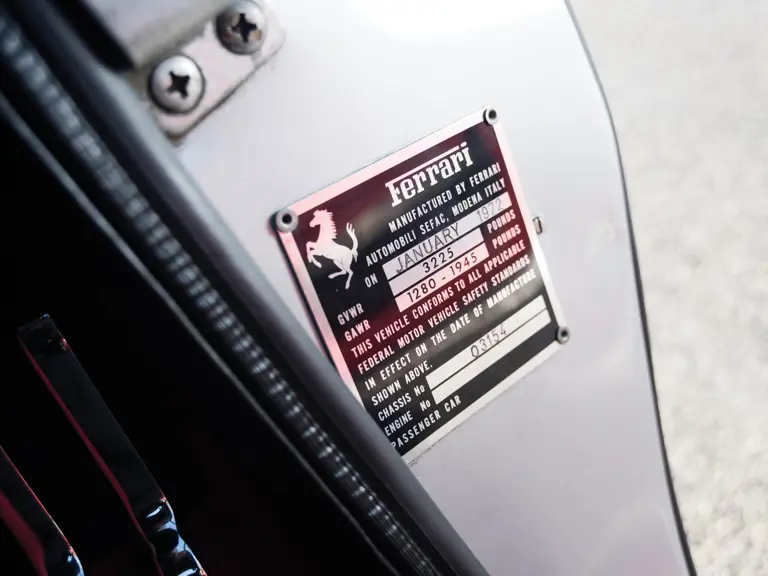 Ferrari
MANUFACTURED BY FERRARI
AUTOMOBILI SEFAC, MODENA ITALY
ON JANUARY 1972
GVWR 3225 POUNDS
GAWR 1280 - 1945 POUNDS
THIS VEHICLE CONFORMS TO ALL APPLICABLE
FEDERAL MOTOR VEHICLE SAFETY STANDARDS
IN EFFECT ON THE DATE OF MANUFACTURE
SHOWN ABOVE.
CHASSIS No 03154
ENGINE No
PASSENGER CAR